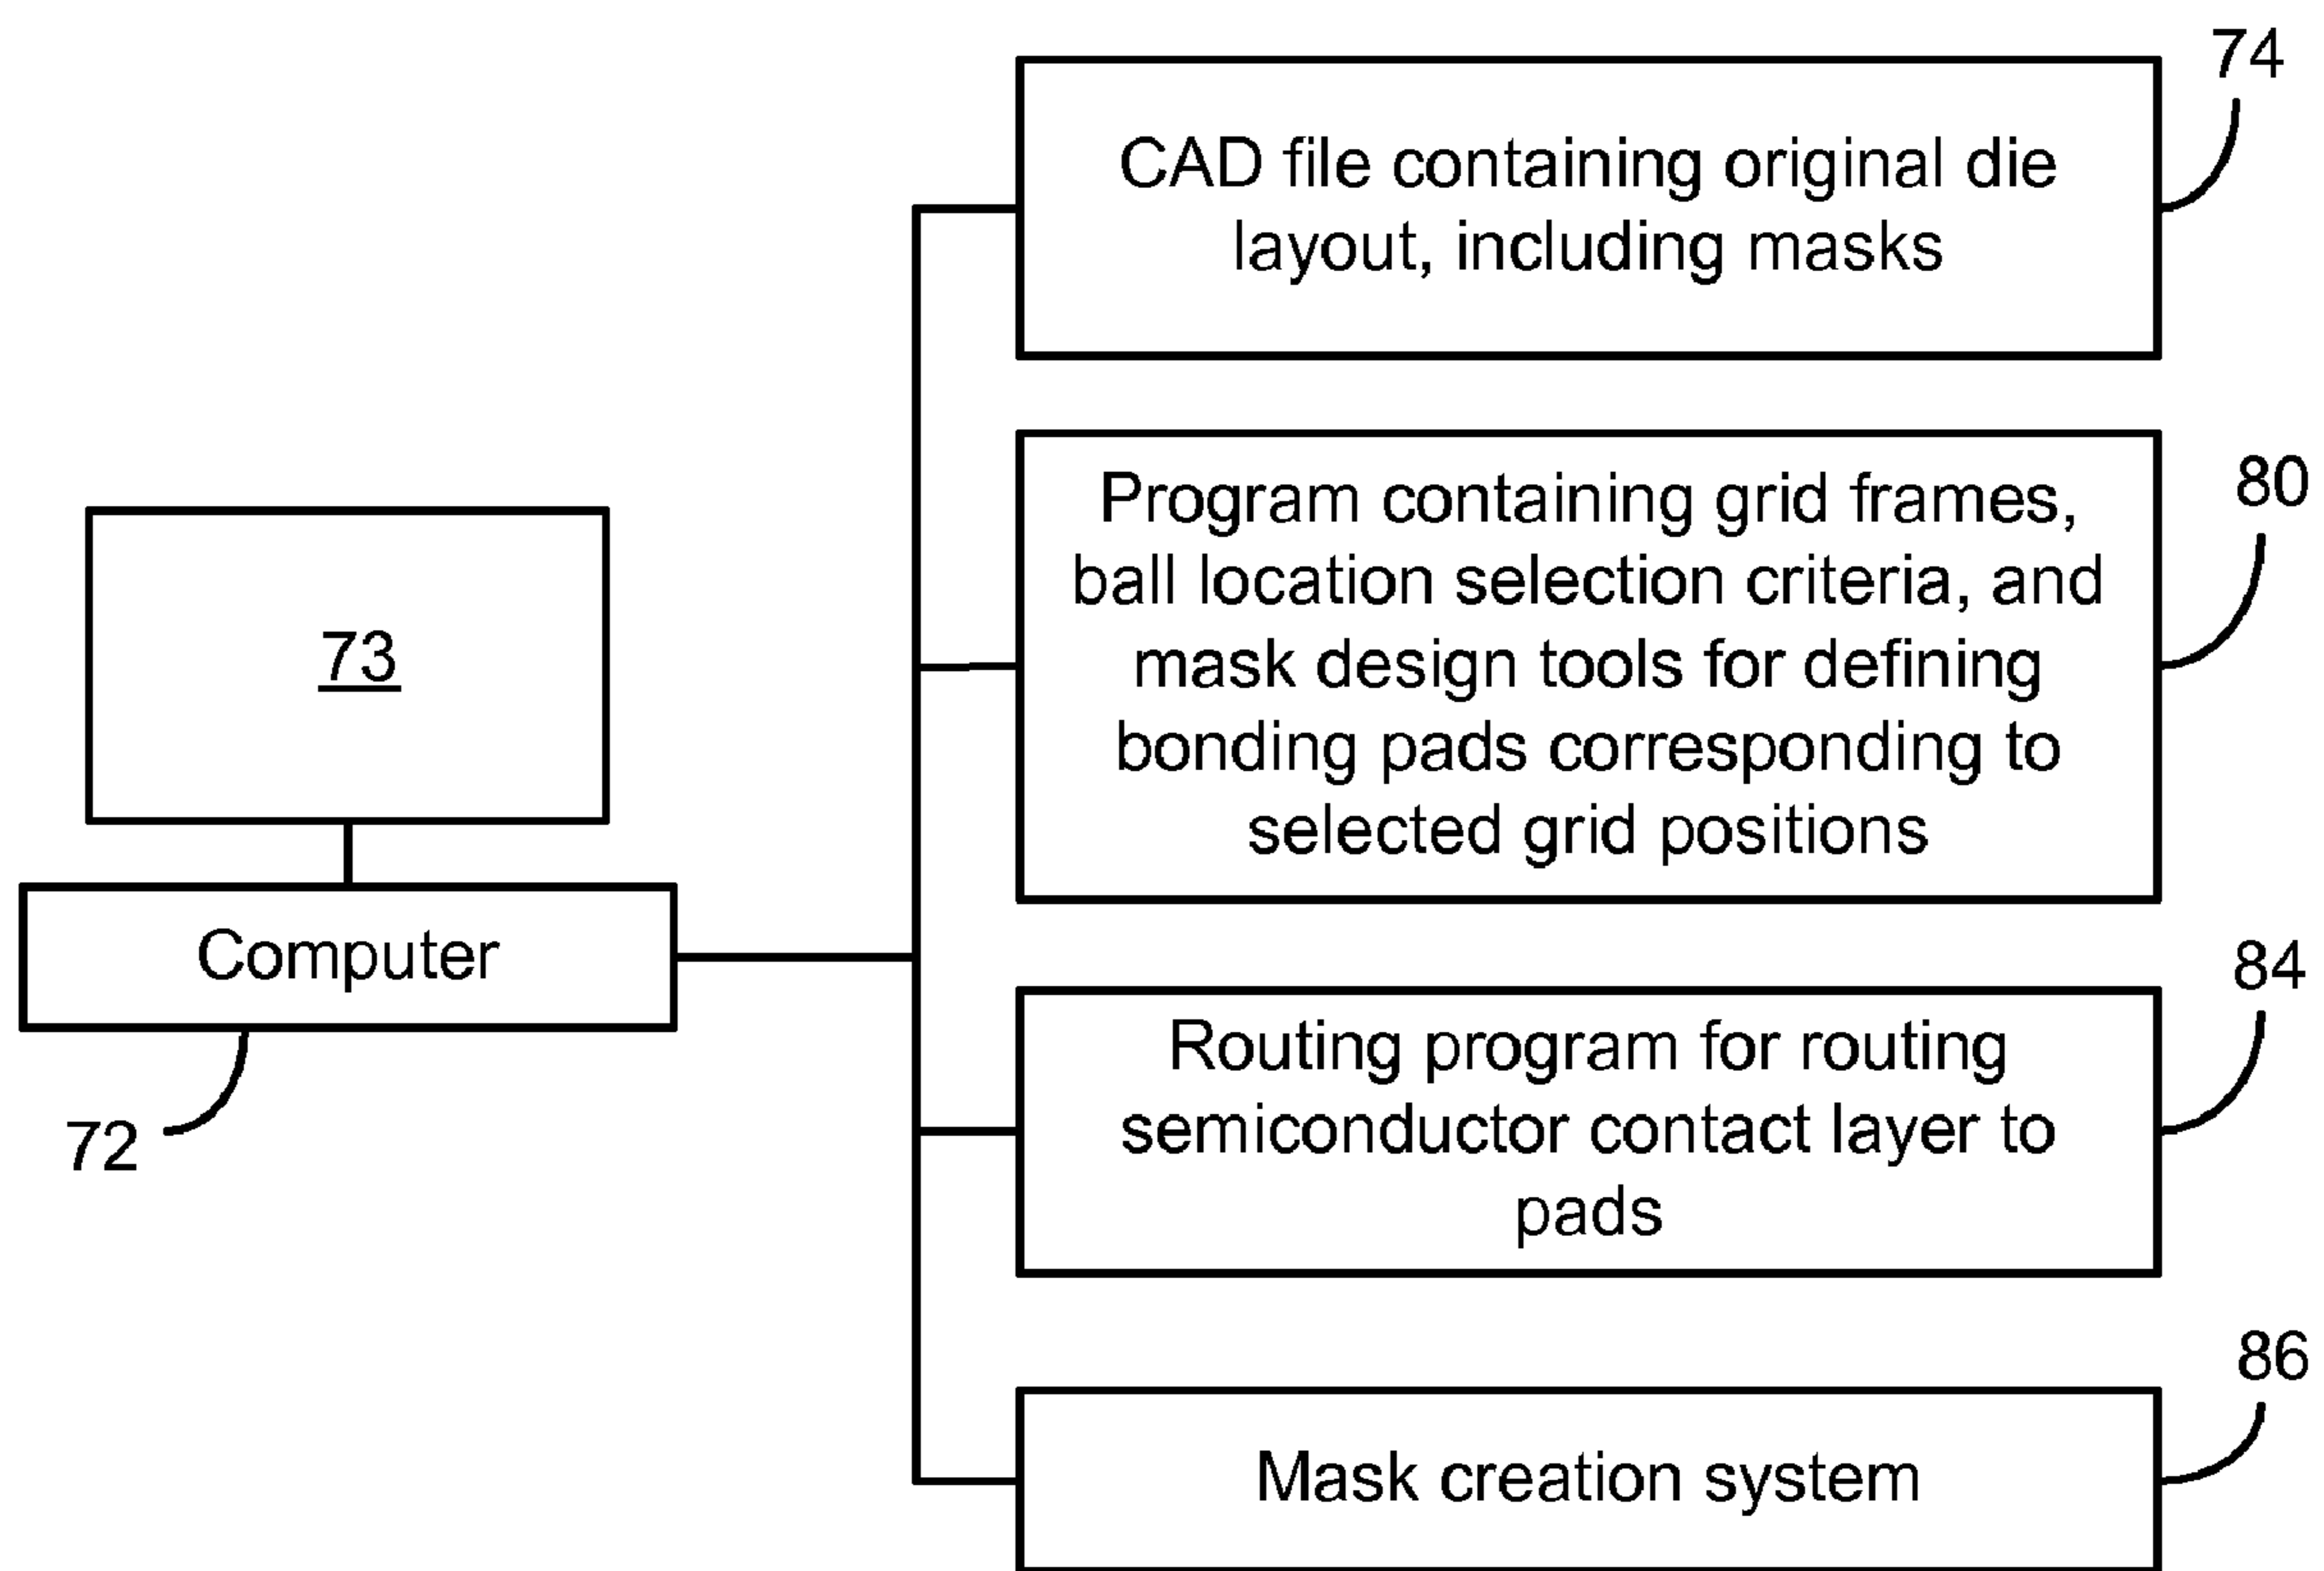 74
CAD file containing original die
layout, including masks
80
Program containing grid frames,
ball location selection criteria, and
mask design tools for defining
bonding pads corresponding to
selected grid positions
73
Computer
72
84
Routing program for routing
semiconductor contact layer to
pads
86
Mask creation system